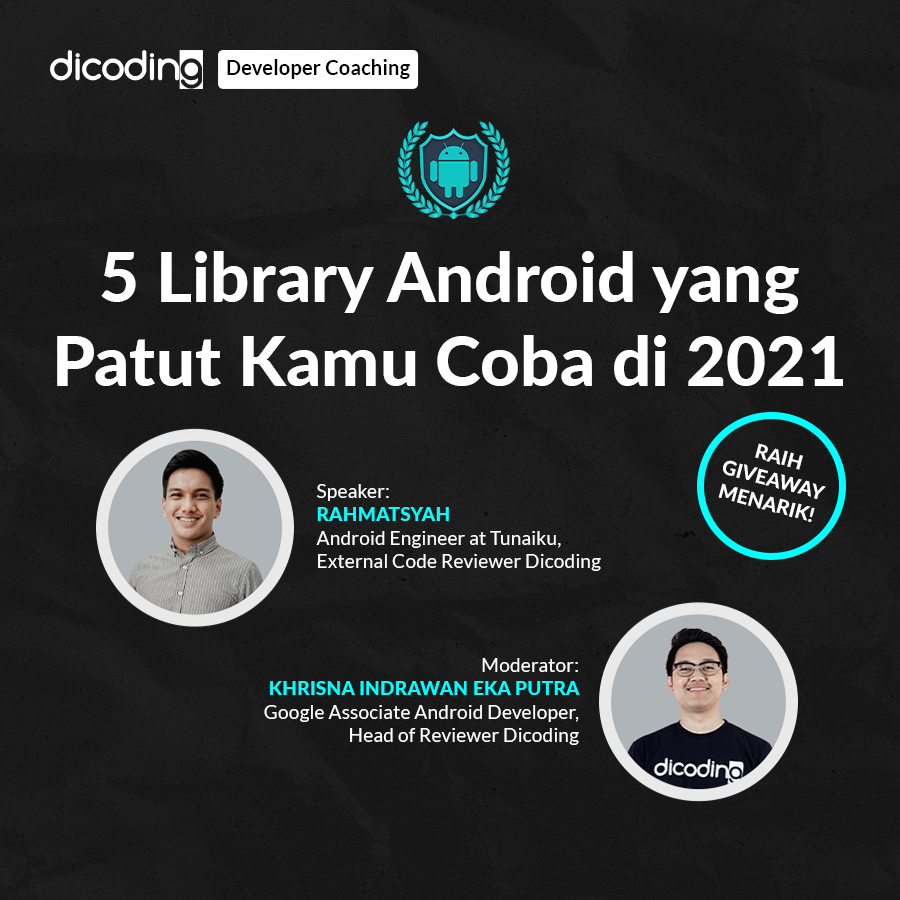 dicoding Developer Coaching
5 Library Android yang
Patut Kamu Coba di 2021
RAIH
GIVEAWAY
MENARIK!
Speaker:
RAHMATSYAH
Android Engineer at Tunaiku,
External Code Reviewer Dicoding
Moderator:
KHRISNA INDRAWAN EKA PUTRA
Google Associate Android Developer,
Head of Reviewer Dicoding
dicoding